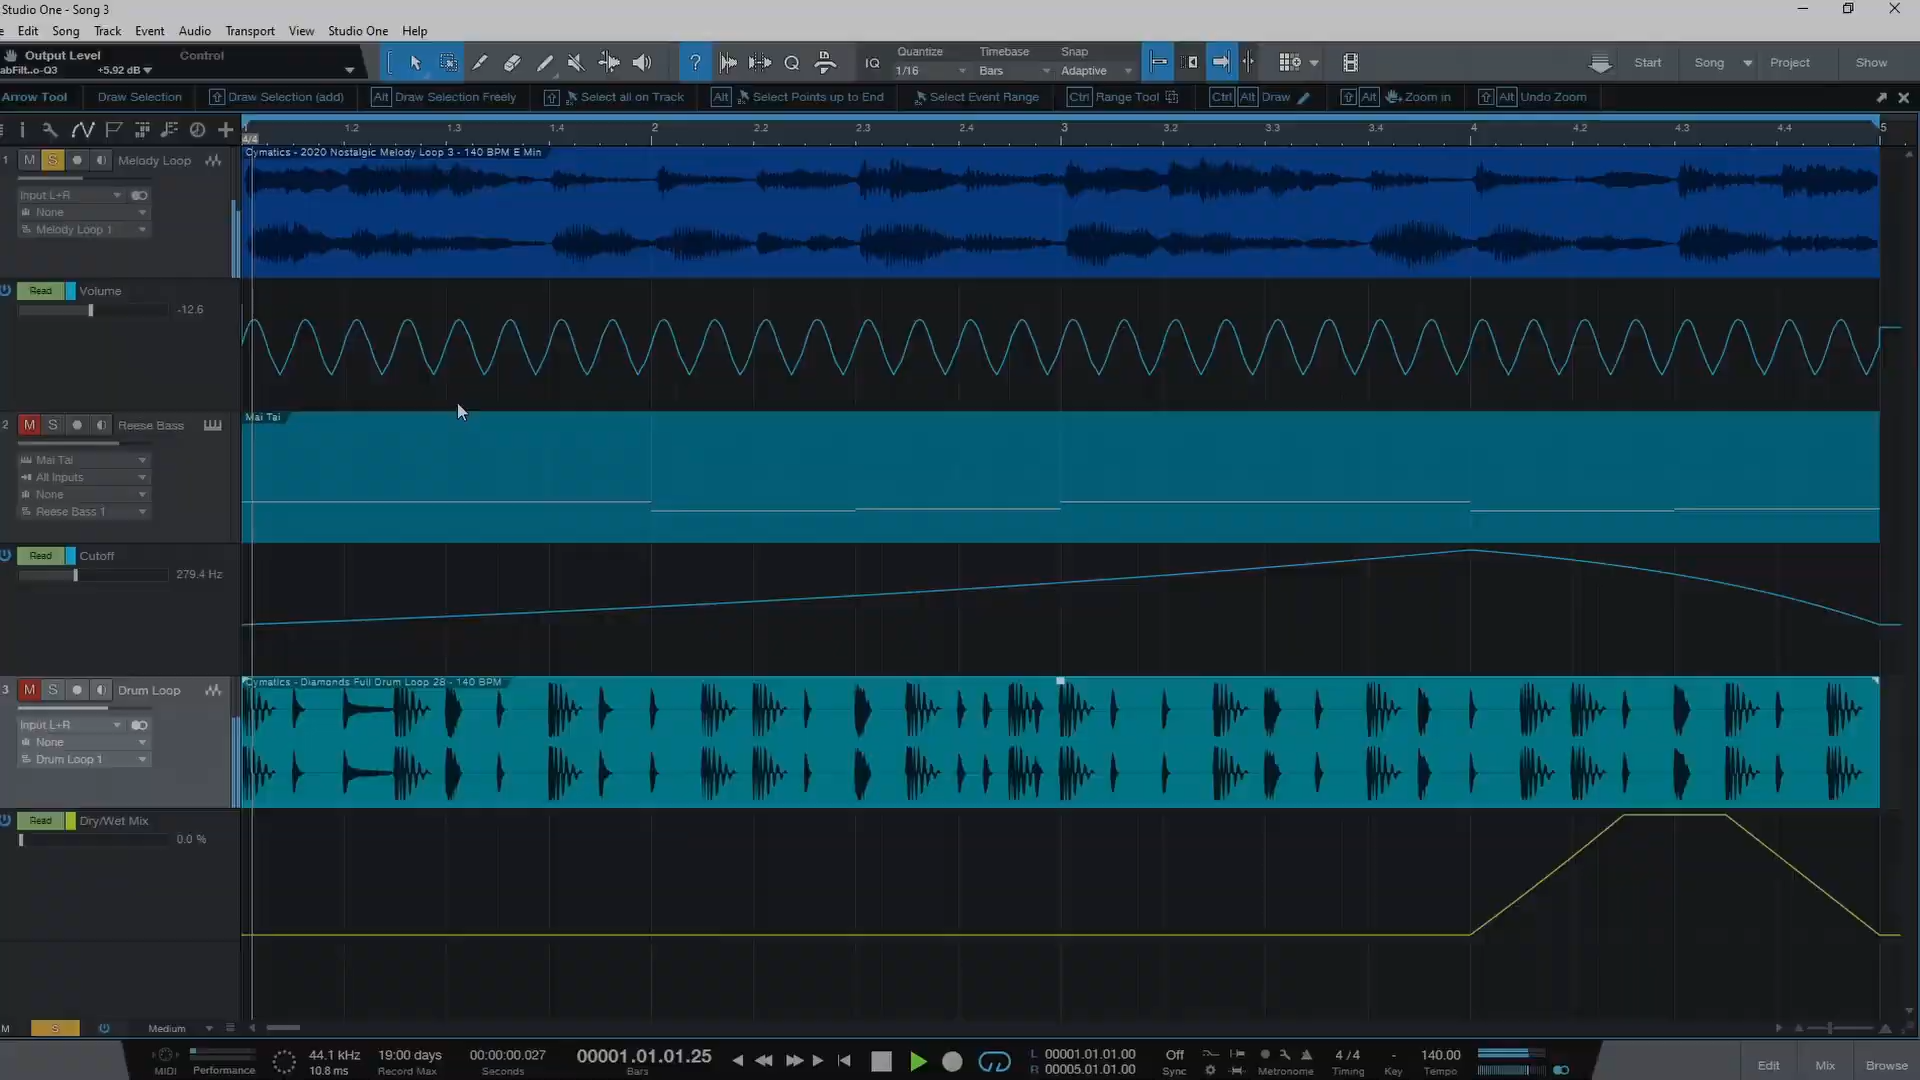 Studio One - Song 3
Edit Song Track Event Audio Transport View Studio One Help
Output Level Control
abFilt...o-Q3 +5.92 dB
IQ
Quantize Timebase Snap
1/16 Bars Adaptive
Start Song Project Show
Arrow Tool Draw Selection Draw Selection (add) Alt Draw Selection Freely Select all on Track Alt Select Points up to End Select Event Range Ctrl Range Tool Ctrl Alt Draw Alt Zoom in Alt Undo Zoom
1.2 1.3 1.4 2 2.2 2.3 2.4 3 3.2 3.3 3.4 4 4.2 4.3 4.4 5
4/4
Cymatics - 2020 Nostalgic Melody Loop 3 - 140 BPM E Min
1 M S Melody Loop
Input L+R
None
Melody Loop 1
Read Volume
-12.6
Mai Tai
2 M S Reese Bass
Mai Tai
All Inputs
None
Reese Bass 1
Read Cutoff
279.4 Hz
Cymatics - Diamonds Full Drum Loop 28 - 140 BPM
3 M S Drum Loop
Input L+R
None
Drum Loop 1
Read Dry/Wet Mix
0.0 %
M S Medium
MIDI Performance
44.1 kHz 19:00 days 00:00:00.027 00001.01.01.25
10.8 ms Record Max Seconds Bars
L 00001.01.01.00
R 00005.01.01.00
Off 4 / 4 - 140.00
Sync Metronome Timing Key Tempo
Edit Mix Browse